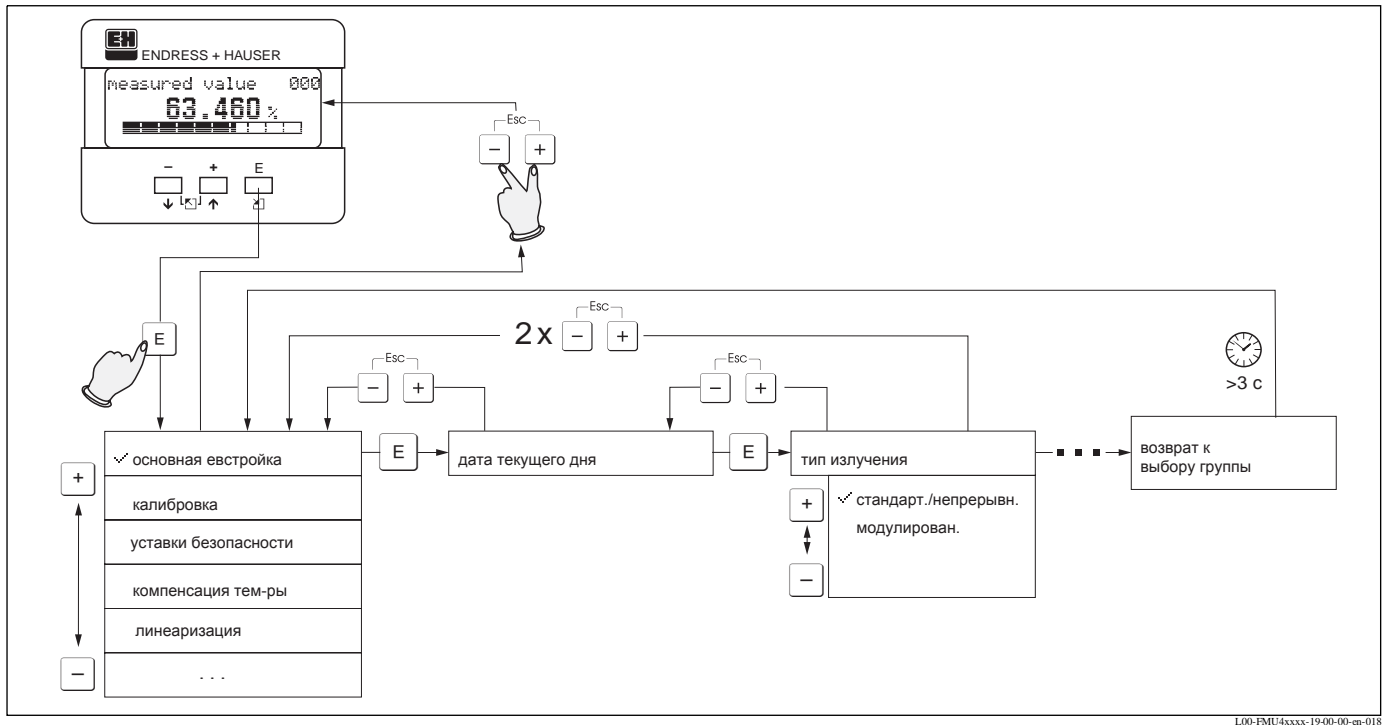 EH
ENDRESS + HAUSER
measured value 000
63.460 %
– + E
Esc
– +
E
Esc
2x – +
Esc
– +
Esc
– +
>3 с
основная евстройка
E
дата текущего дня
E
тип излучения
возврат к
выбору группы
+
калибровка
уставки безопасности
компенсация тем-ры
линеаризация
. . .
–
+
стандарт./непрерывн.
модулирован.
–
L00-FMU4xxxx-19-00-00-en-018